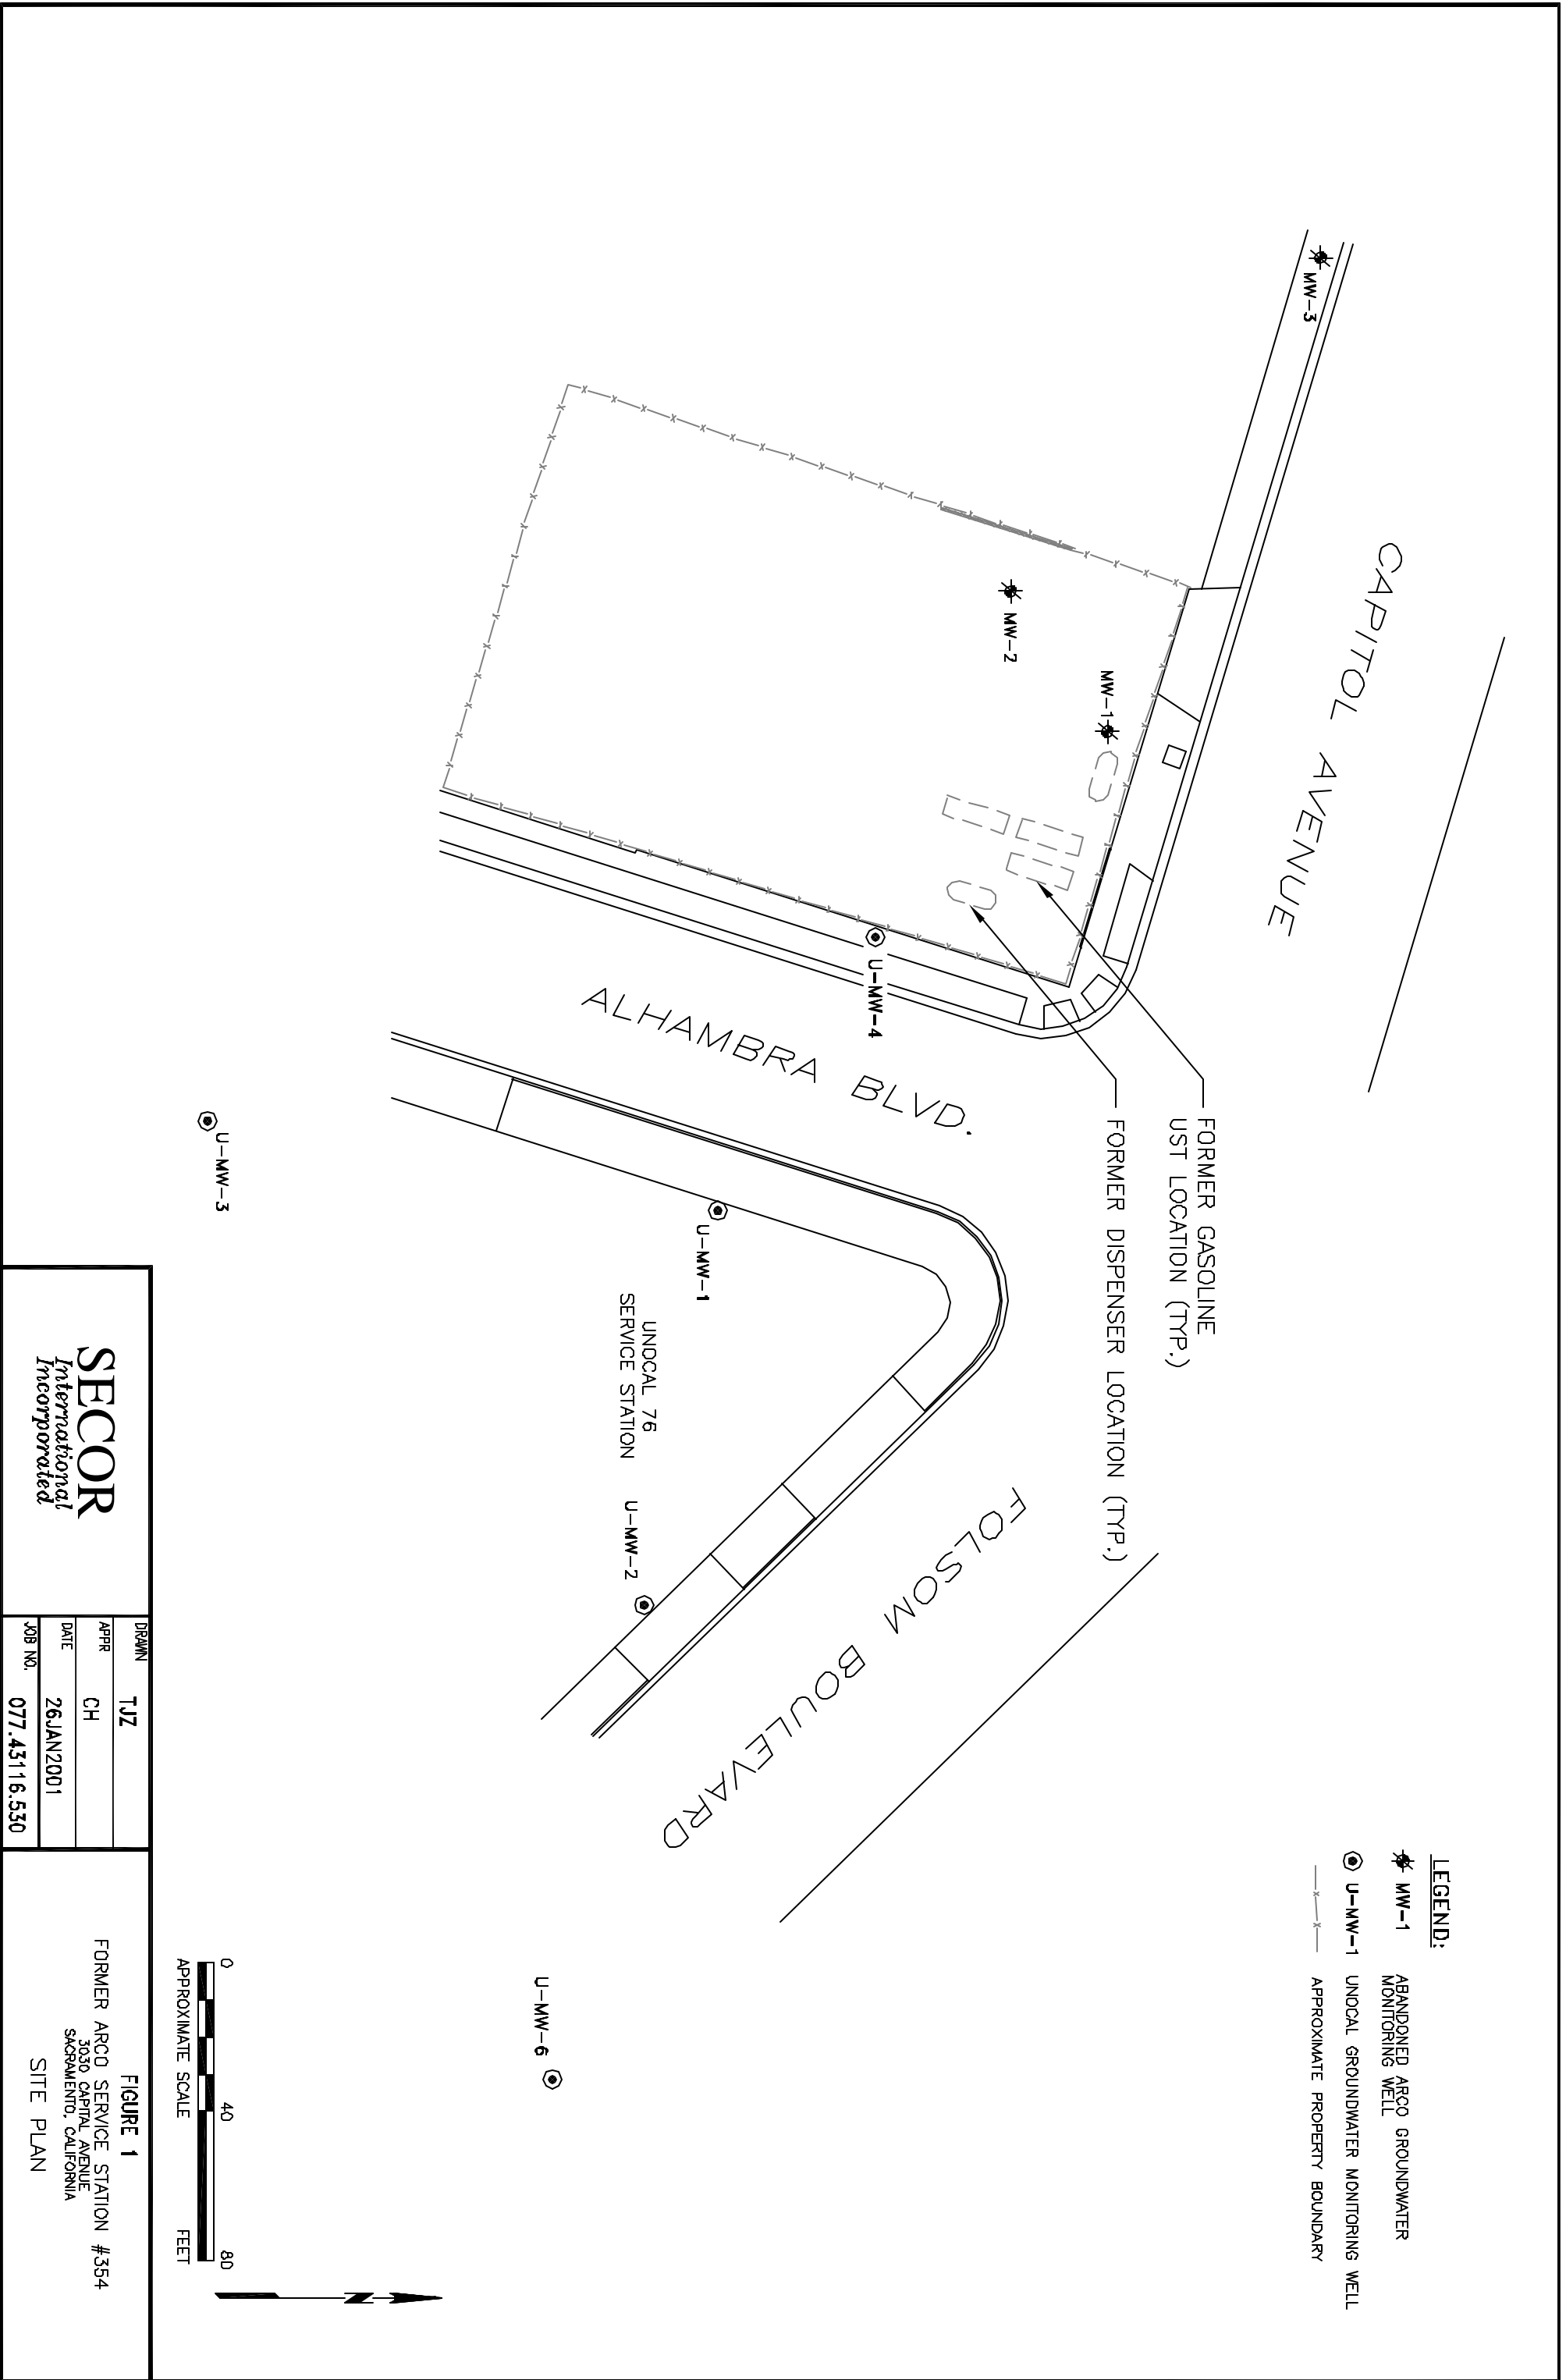 CAPITOL AVENUE
MW-3
MW-2
MW-1
U-MW-4
ALHAMBRA BLVD.
FORMER GASOLINE
UST LOCATION (TYP.)
FORMER DISPENSER LOCATION (TYP.)
U-MW-3
U-MW-1
UNOCAL 76
SERVICE STATION
U-MW-2
FOLSOM BOULEVARD
U-MW-6
LEGEND:
MW-1 ABANDONED ARCO GROUNDWATER
MONITORING WELL
U-MW-1 UNOCAL GROUNDWATER MONITORING WELL
APPROXIMATE PROPERTY BOUNDARY
0 40 80
APPROXIMATE SCALE FEET
N
SECOR
International
Incorporated
DRAWN TJZ
APPR CH
DATE 26JAN2001
JOB NO. 077.43116.530
FIGURE 1
FORMER ARCO SERVICE STATION #354
3030 CAPITAL AVENUE
SACRAMENTO, CALIFORNIA
SITE PLAN